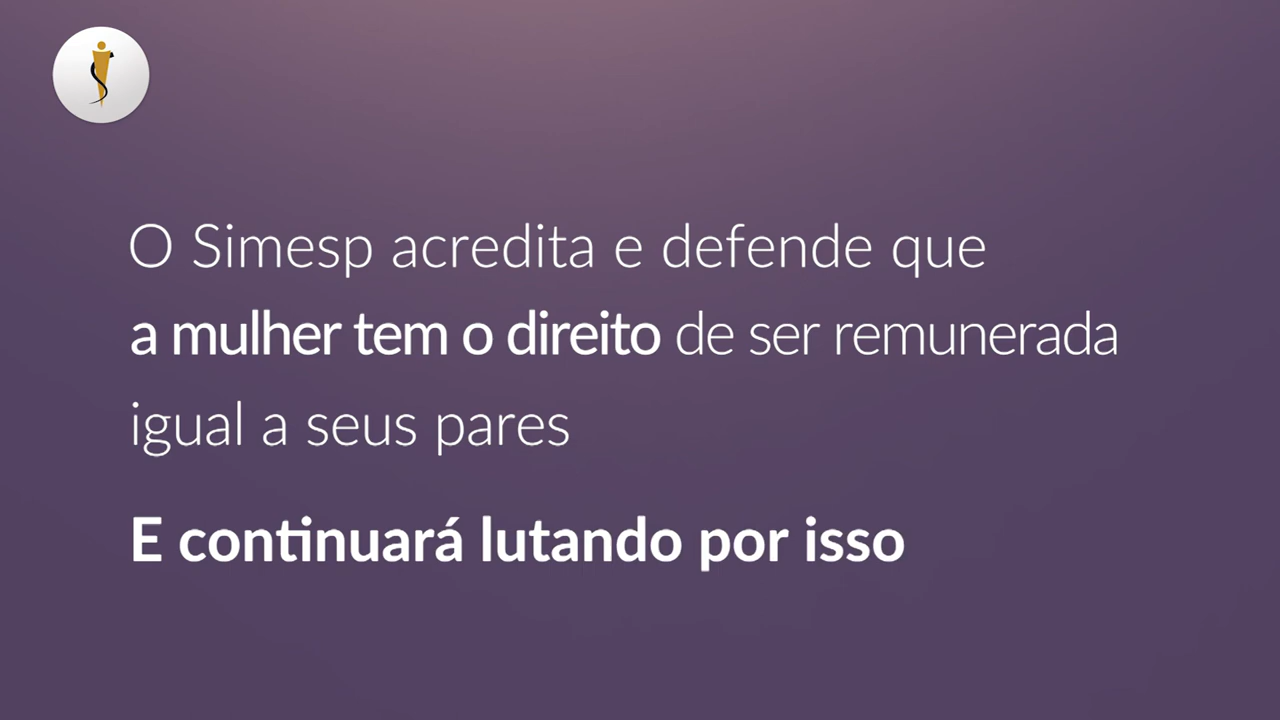 O Simesp acredita e defende que
a mulher tem o direito de ser remunerada
igual a seus pares
E continuará lutando por isso